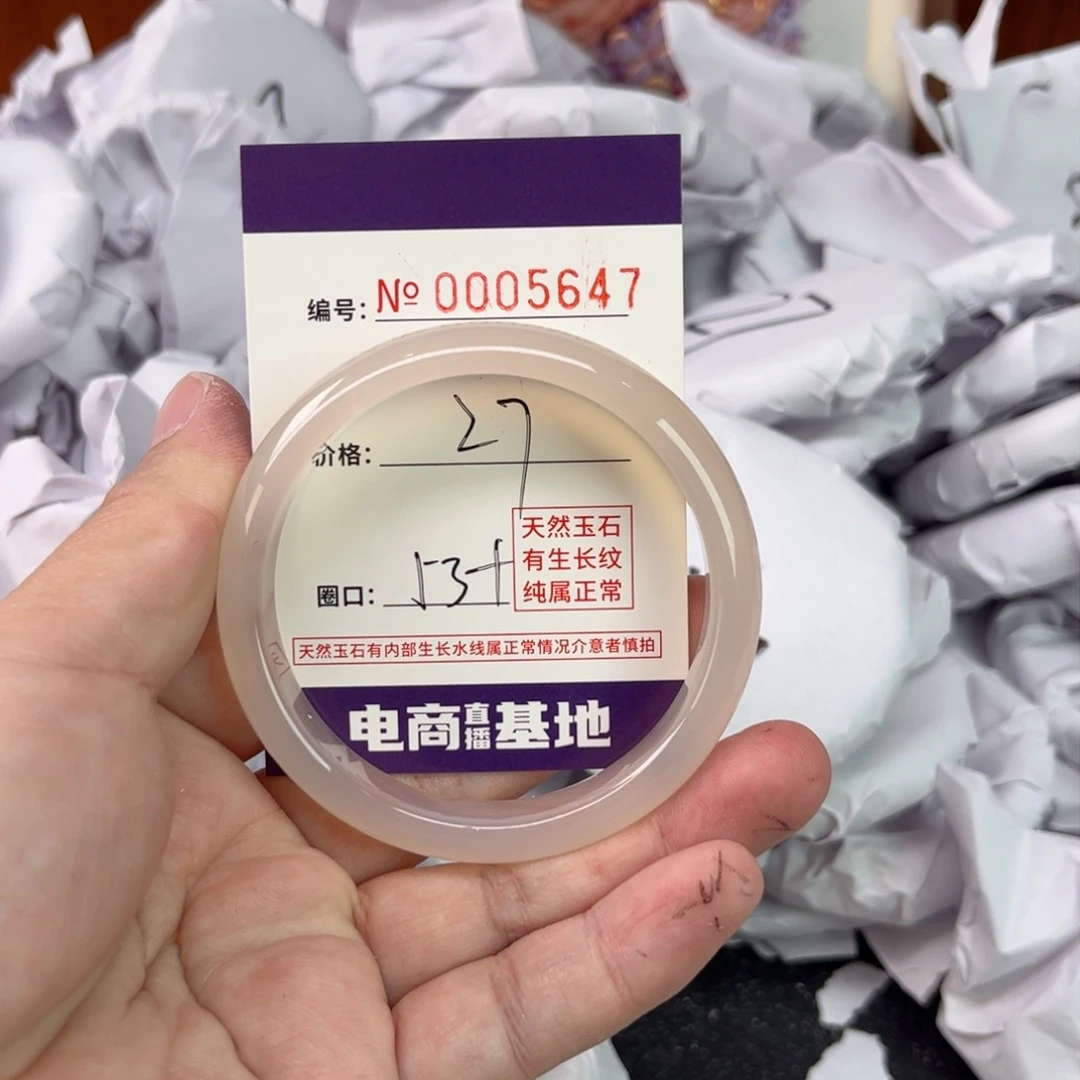 编号: № 0005647
价格: 27
圈口: 53+
天然玉石
有生长纹
纯属正常
天然玉石有内部生长水线属正常情况介意者慎拍
电商直播基地